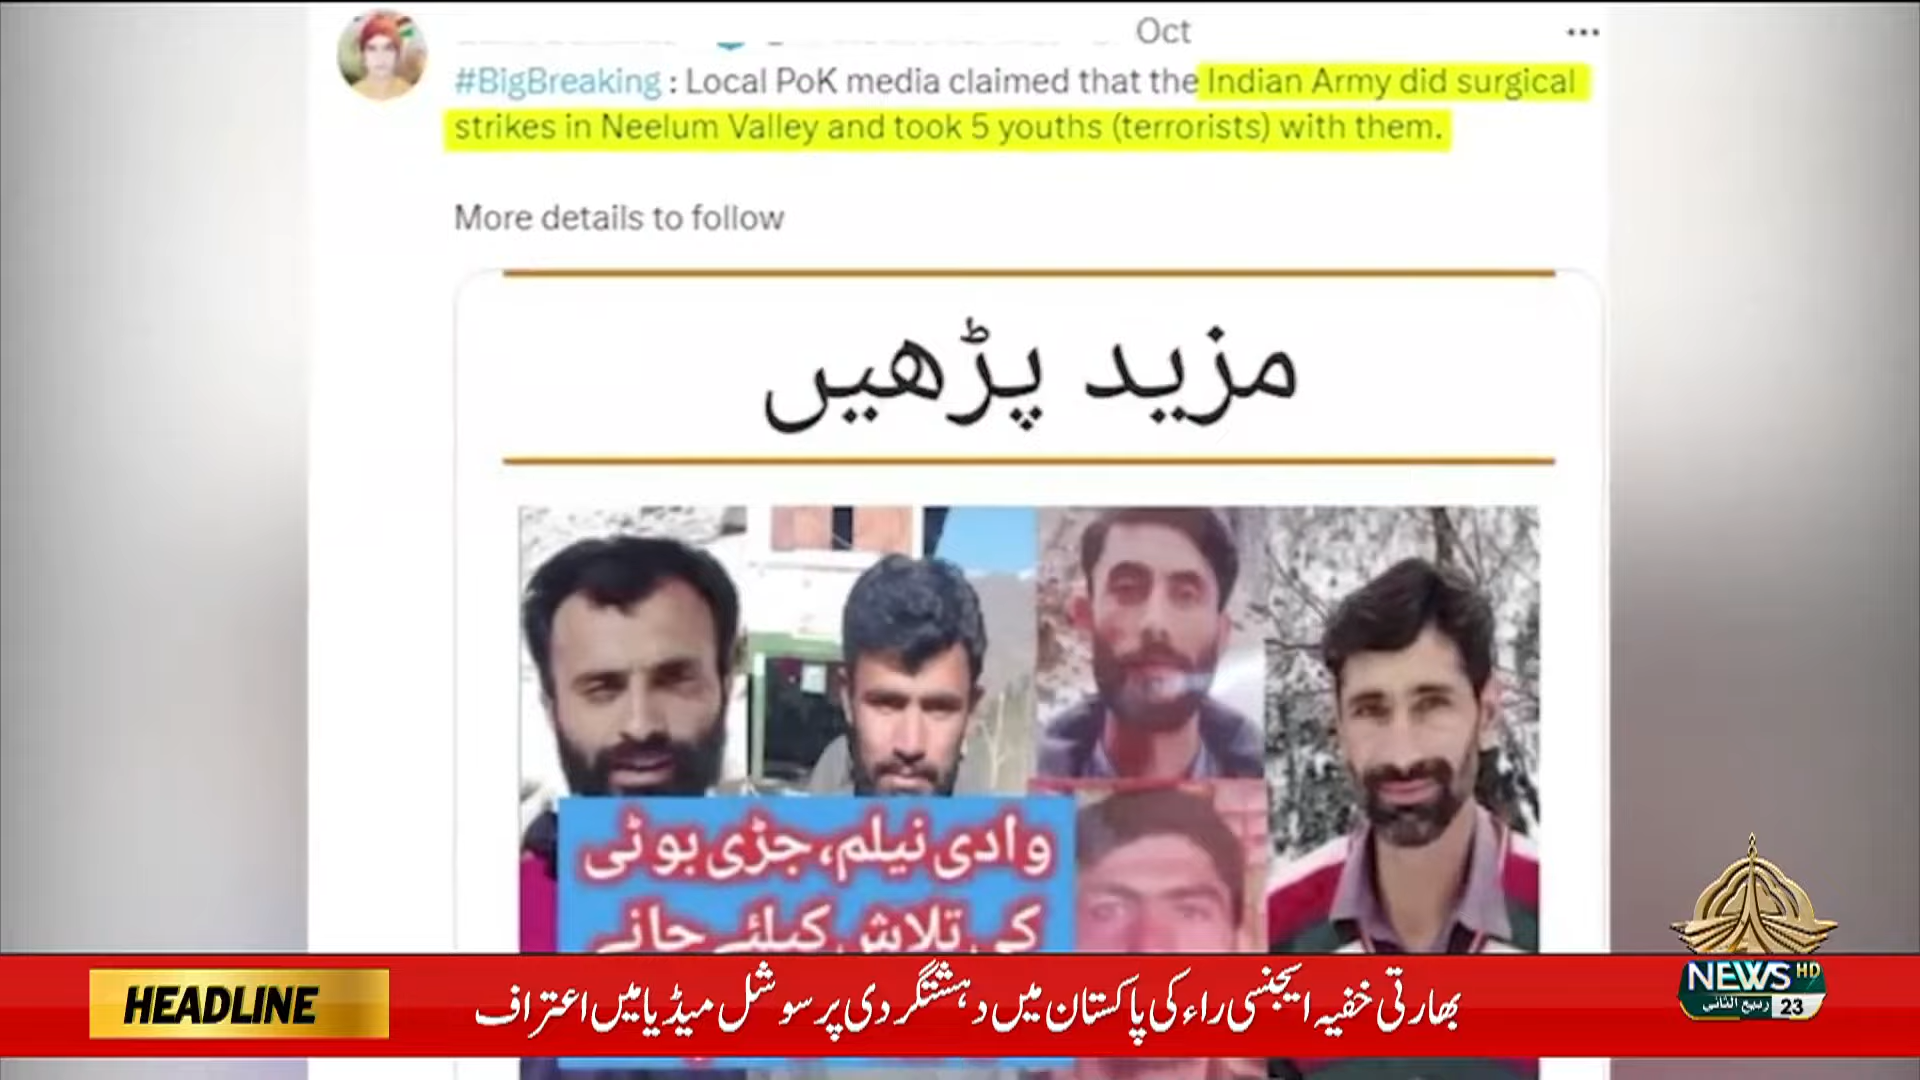 Oct
#BigBreaking : Local PoK media claimed that the Indian Army did surgical
strikes in Neelum Valley and took 5 youths (terrorists) with them.
More details to follow
مزید پڑھیں
وادی نیلم، جڑی بوٹی
کی تلاش کیلئے جانے
HEADLINE
بھارتی خفیہ ایجنسی راء کی پاکستان میں دہشتگردی پر سوشل میڈیا میں اعتراف
NEWS HD
23 ربیع الثانی